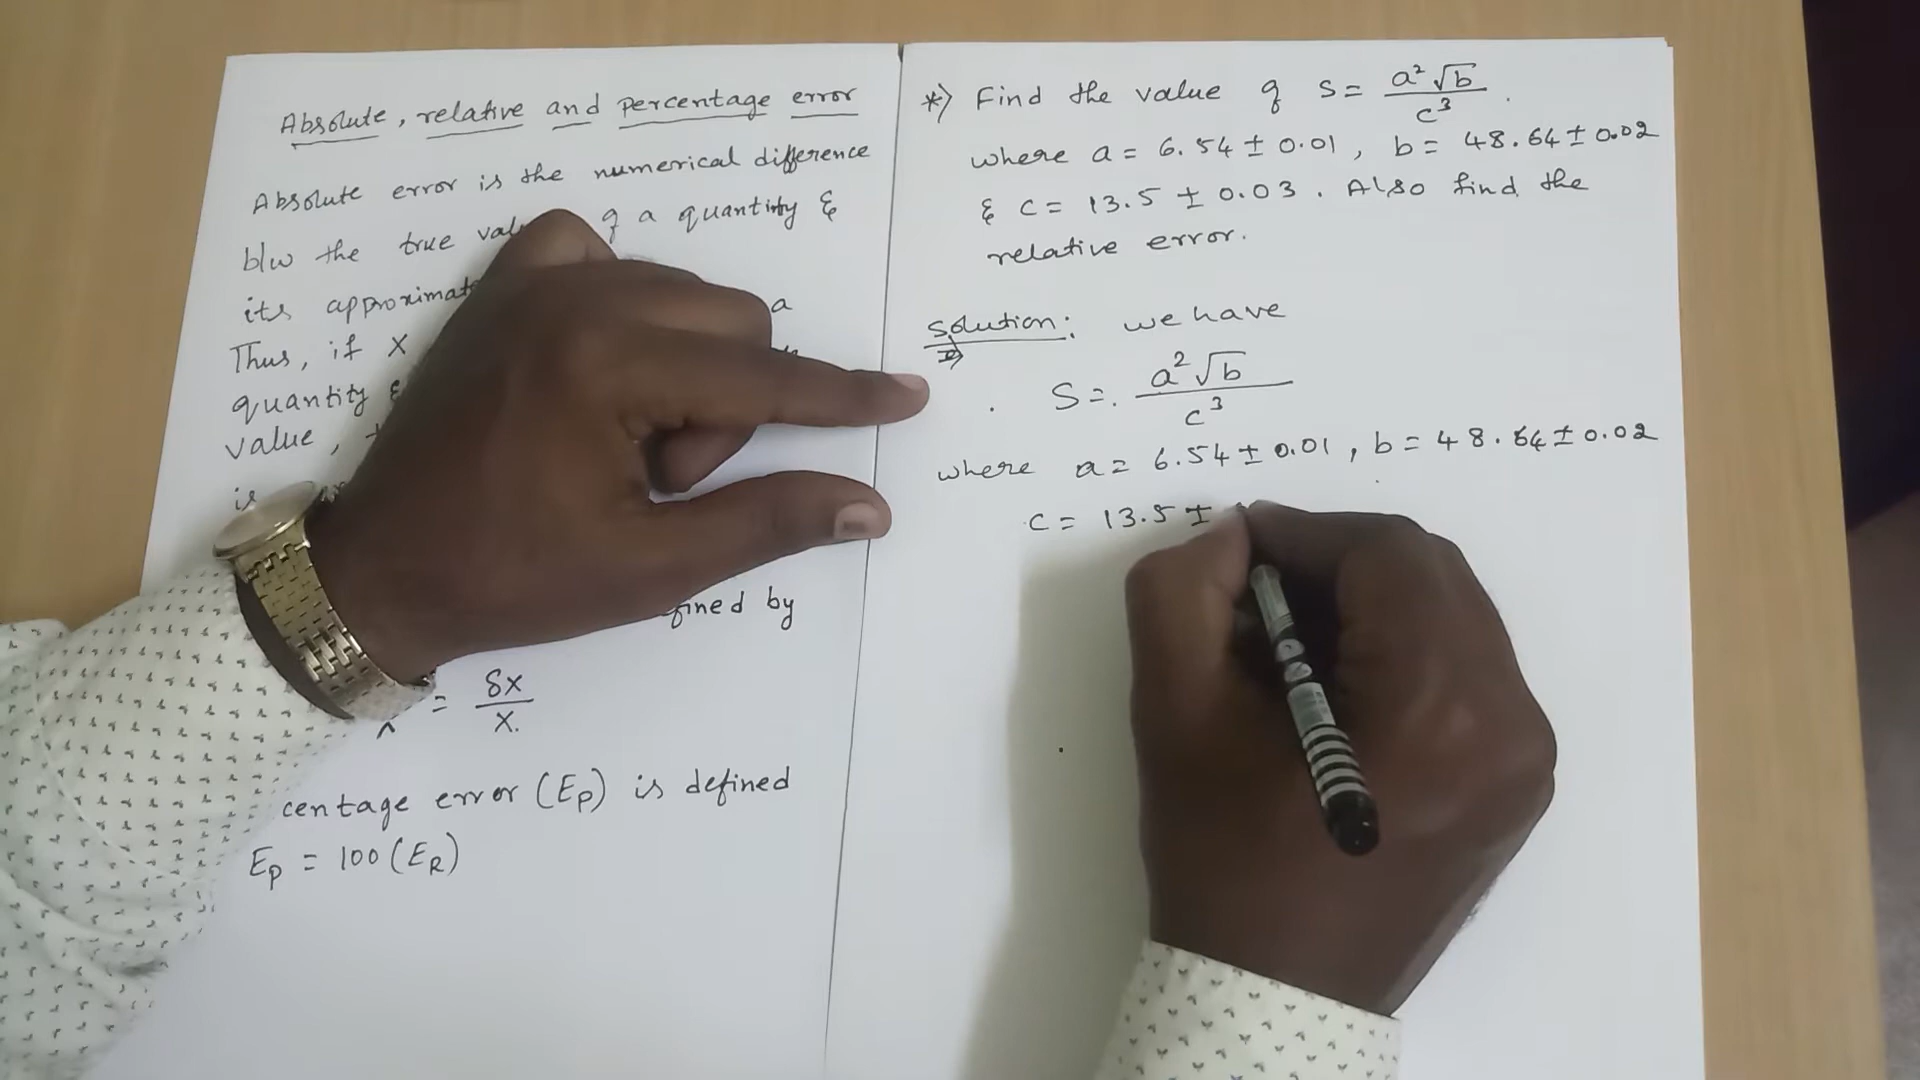 Absolute, relative and percentage error
Absolute error is the numerical difference
b/w the true of a quantity &
its a
Thus, if X
quantity
value,
is
by
= δx
x.
centage error (Ep) is defined
Ep = 100 (ER)
*) Find the value of S = a² √b
c³
where a = 6.54 ± 0.01, b = 48.64 ± 0.02
& c = 13.5 ± 0.03. Also find the
relative error.
Solution: we have
S = a² √b
c³
where a = 6.54 ± 0.01, b = 48.64 ± 0.02
c = 13.5 ±